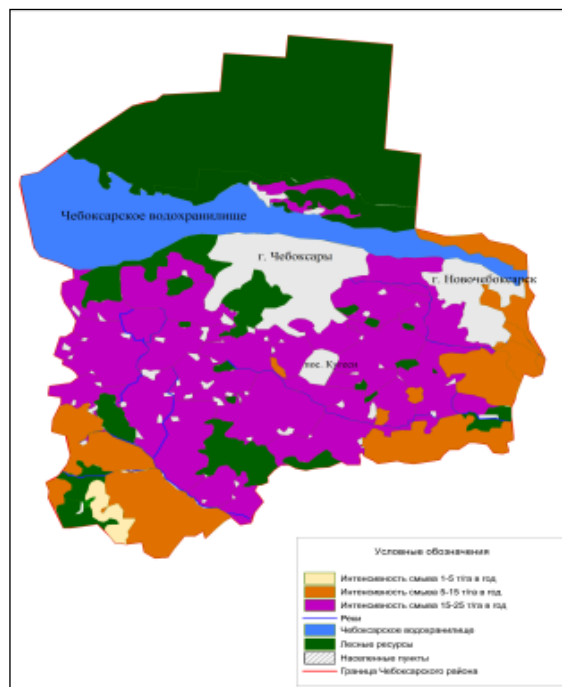 Чебоксарское водохранилище
г. Чебоксары
г. Новочебоксарск
пос. Кугеси
Условные обозначения
Интенсивность смыва 1-5 т/га в год
Интенсивность смыва 5-15 т/га в год
Интенсивность смыва 15-25 т/га в год
Реки
Чебоксарское водохранилище
Лесные ресурсы
Населенные пункты
Граница Чебоксарского района